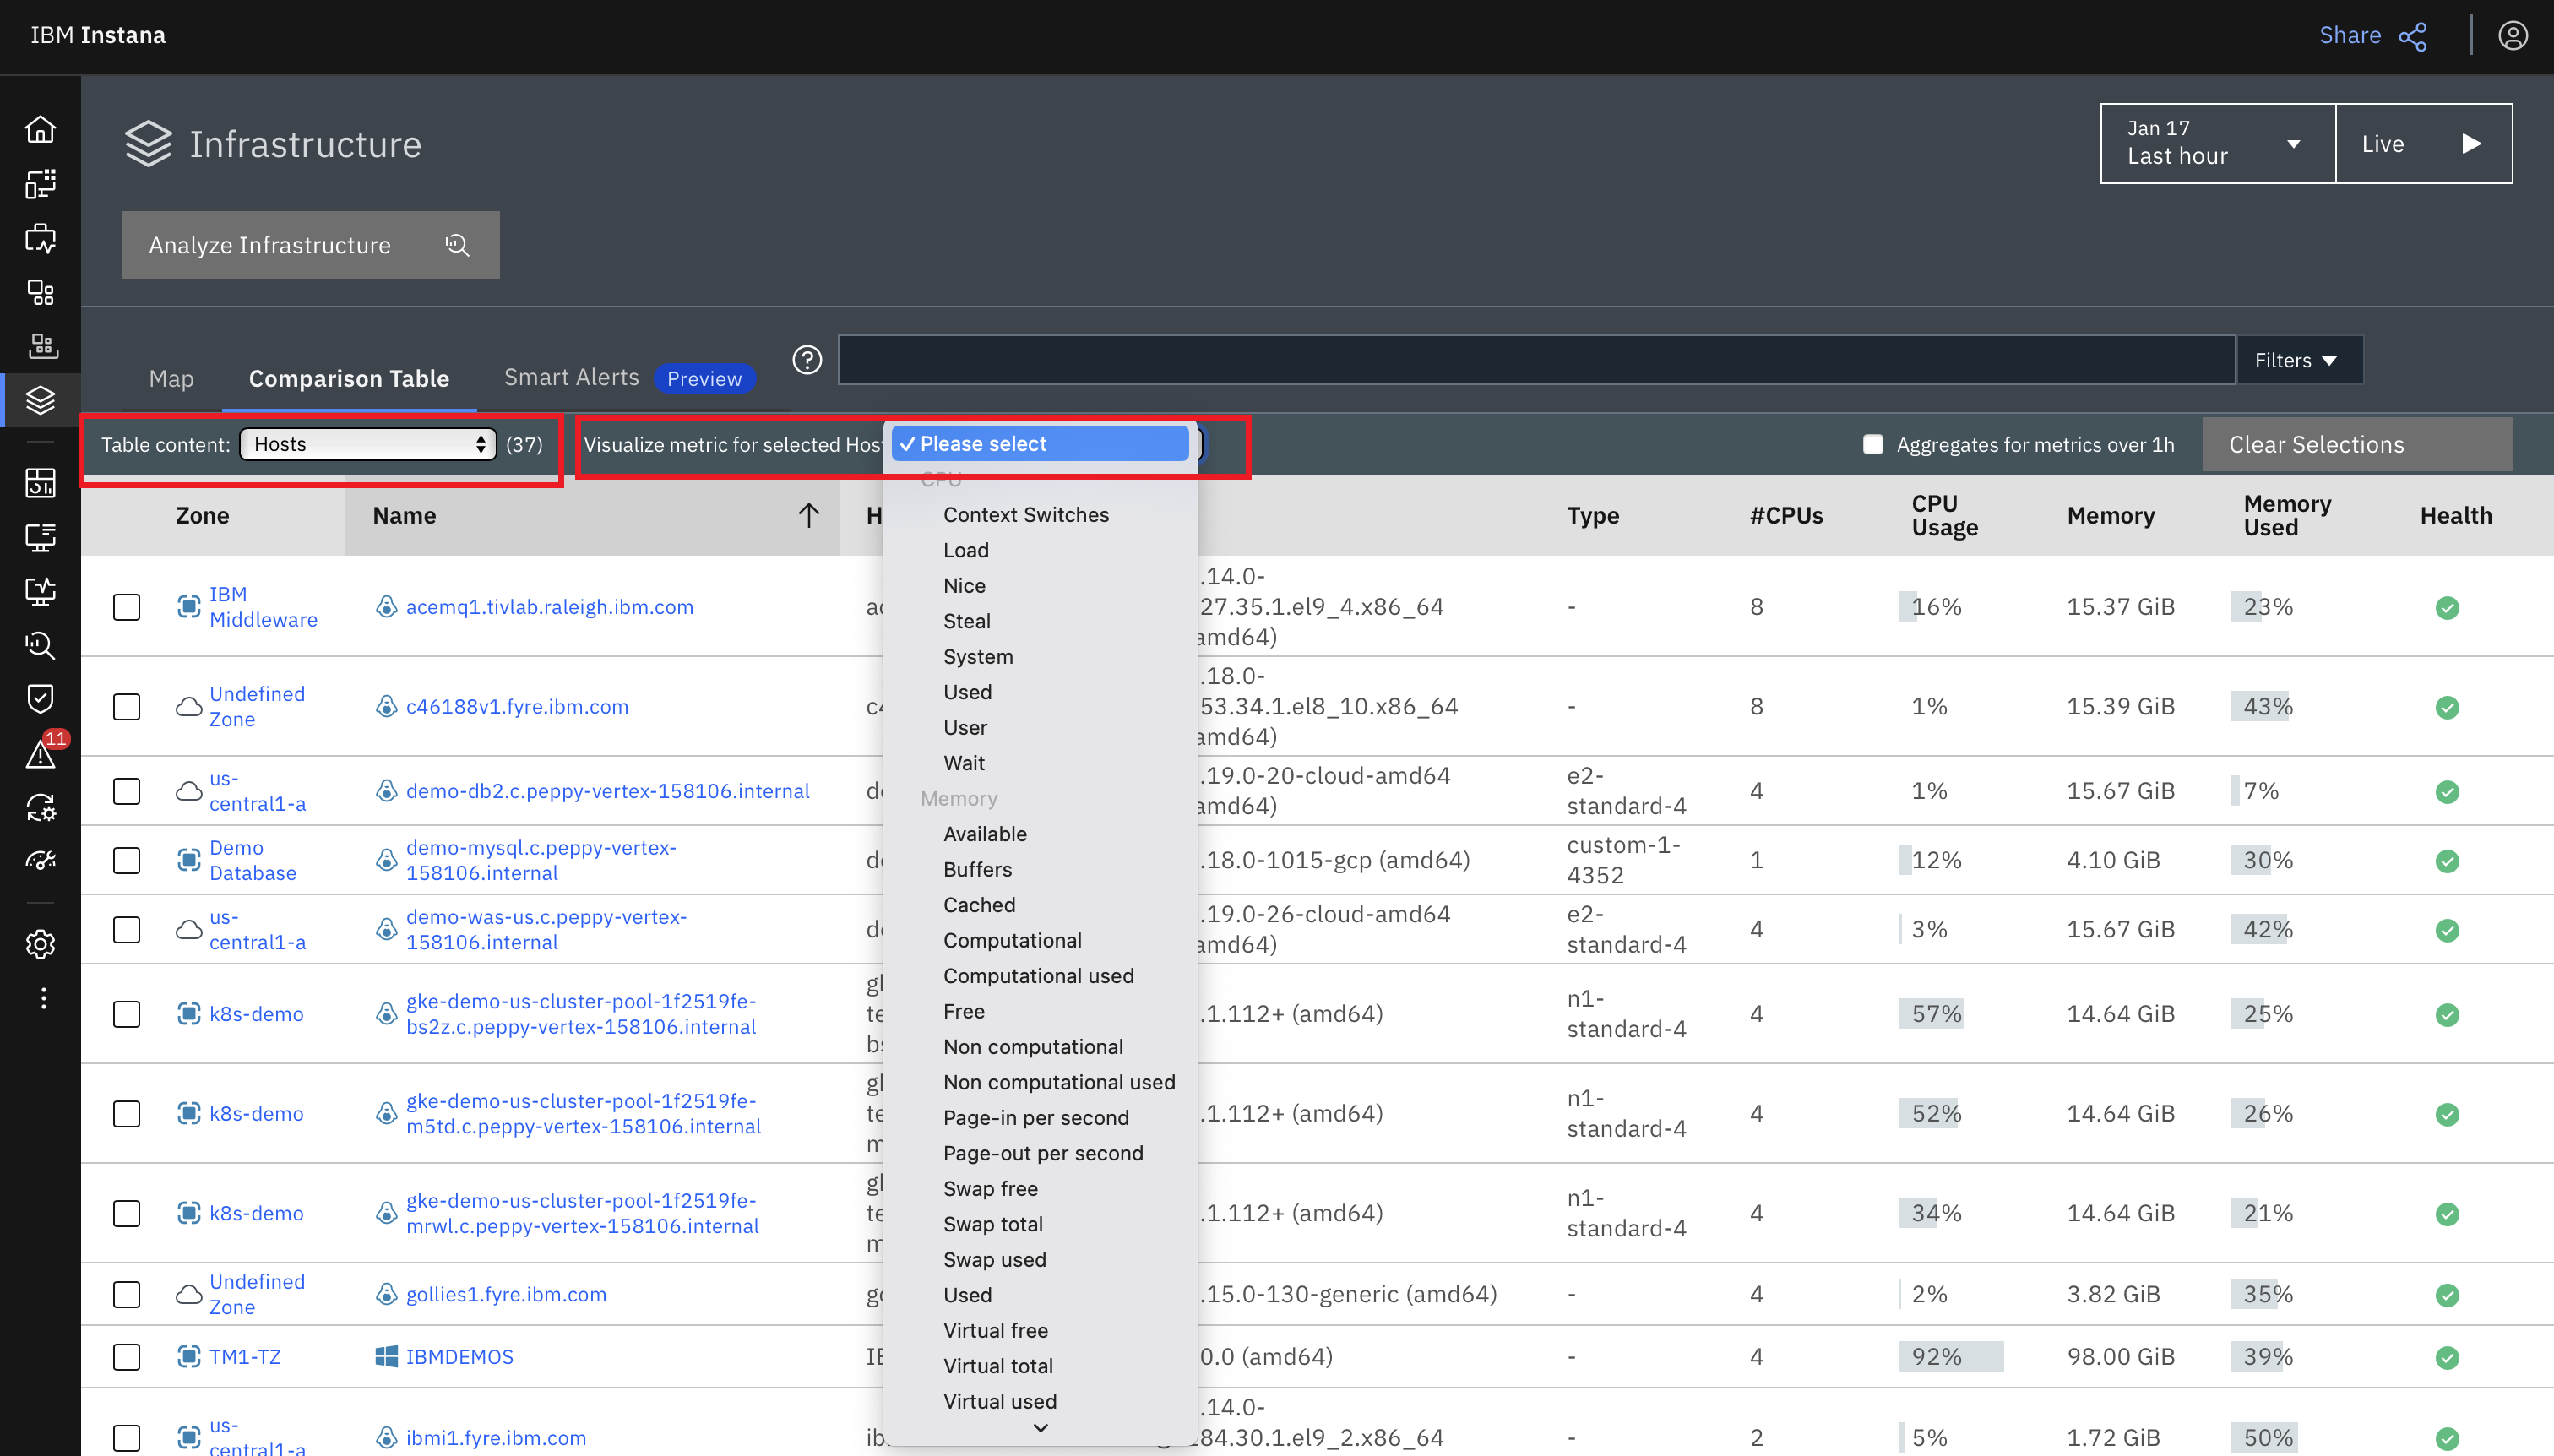 IBM Instana
Share
Infrastructure
Jan 17
Last hour
Live
Analyze Infrastructure
Map
Comparison Table
Smart Alerts
Preview
?
Filters
Table content:
Hosts
(37)
Visualize metric for selected Hos
✓ Please select
Aggregates for metrics over 1h
Clear Selections
CPU
Context Switches
Load
Nice
Steal
System
Used
User
Wait
Memory
Available
Buffers
Cached
Computational
Computational used
Free
Non computational
Non computational used
Page-in per second
Page-out per second
Swap free
Swap total
Swap used
Used
Virtual free
Virtual total
Virtual used
11
Zone Name H Type #CPUs CPU Usage Memory Memory Used Health
IBM Middleware acemq1.tivlab.raleigh.ibm.com .14.0-
27.35.1.el9_4.x86_64 - 8 16% 15.37 GiB 23%
amd64)
Undefined Zone c46188v1.fyre.ibm.com .18.0-
53.34.1.el8_10.x86_64 - 8 1% 15.39 GiB 43%
amd64)
us-central1-a demo-db2.c.peppy-vertex-158106.internal .19.0-20-cloud-amd64
amd64) e2-standard-4 4 1% 15.67 GiB 7%
Demo Database demo-mysql.c.peppy-vertex-158106.internal .18.0-1015-gcp (amd64) custom-1-4352 1 12% 4.10 GiB 30%
us-central1-a demo-was-us.c.peppy-vertex-158106.internal .19.0-26-cloud-amd64
amd64) e2-standard-4 4 3% 15.67 GiB 42%
k8s-demo gke-demo-us-cluster-pool-1f2519fe-bs2z.c.peppy-vertex-158106.internal .1.112+ (amd64) n1-standard-4 4 57% 14.64 GiB 25%
k8s-demo gke-demo-us-cluster-pool-1f2519fe-m5td.c.peppy-vertex-158106.internal .1.112+ (amd64) n1-standard-4 4 52% 14.64 GiB 26%
k8s-demo gke-demo-us-cluster-pool-1f2519fe-mrwl.c.peppy-vertex-158106.internal .1.112+ (amd64) n1-standard-4 4 34% 14.64 GiB 21%
Undefined Zone gollies1.fyre.ibm.com .15.0-130-generic (amd64) - 4 2% 3.82 GiB 35%
TM1-TZ IBMDEMOS 0.0 (amd64) - 4 92% 98.00 GiB 39%
us-central1-a ibmi1.fyre.ibm.com .14.0-
84.30.1.el9_2.x86_64 - 2 5% 1.72 GiB 50%